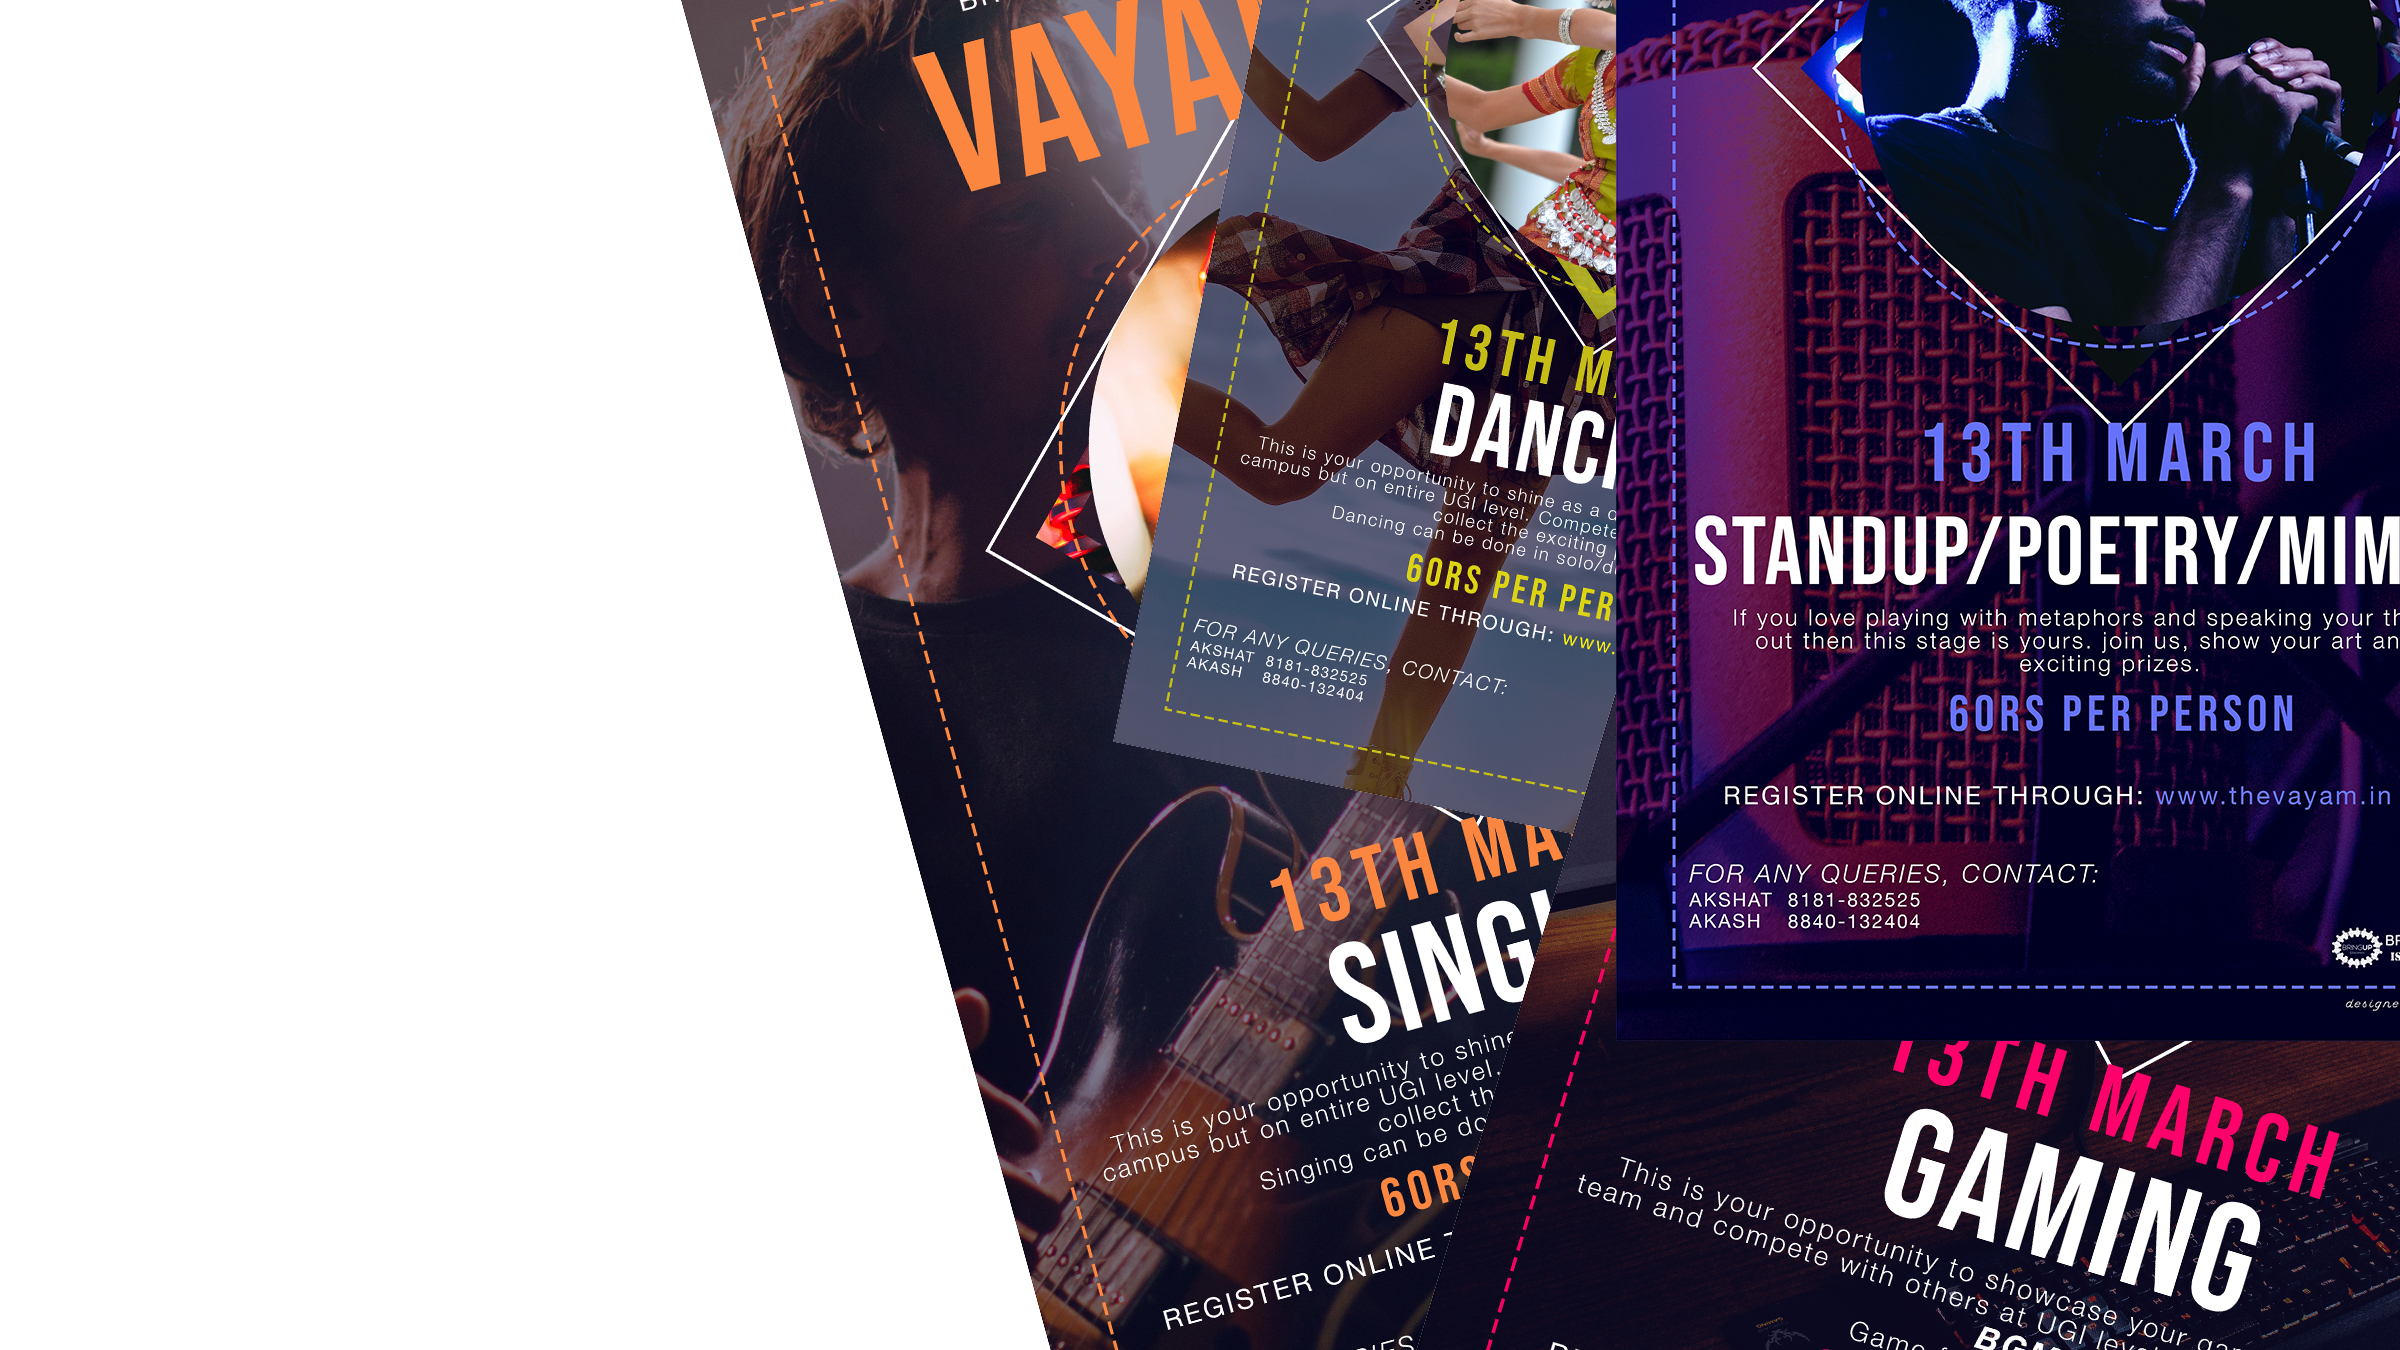 VAYA
13TH MA
SINGI
This is your opportunity to shine
campus but on entire UGI level.
collect th
Singing can be do
60RS
REGISTER ONLINE
13TH M
DANCI
This is your opportunity to shine as a d
campus but on entire UGI level. Compete
collect the exciting
Dancing can be done in solo/d
60RS PER PER
REGISTER ONLINE THROUGH: www.
FOR ANY QUERIES, CONTACT:
AKSHAT 8181-832525
AKASH 8840-132404
13TH MARCH
STANDUP/POETRY/MIM
If you love playing with metaphors and speaking your th
out then this stage is yours. join us, show your art an
exciting prizes.
60RS PER PERSON
REGISTER ONLINE THROUGH: www.thevayam.in
FOR ANY QUERIES, CONTACT:
AKSHAT 8181-832525
AKASH 8840-132404
BRINGUP
designe
13TH MARCH
GAMING
This is your opportunity to showcase your ga
team and compete with others at UGI level